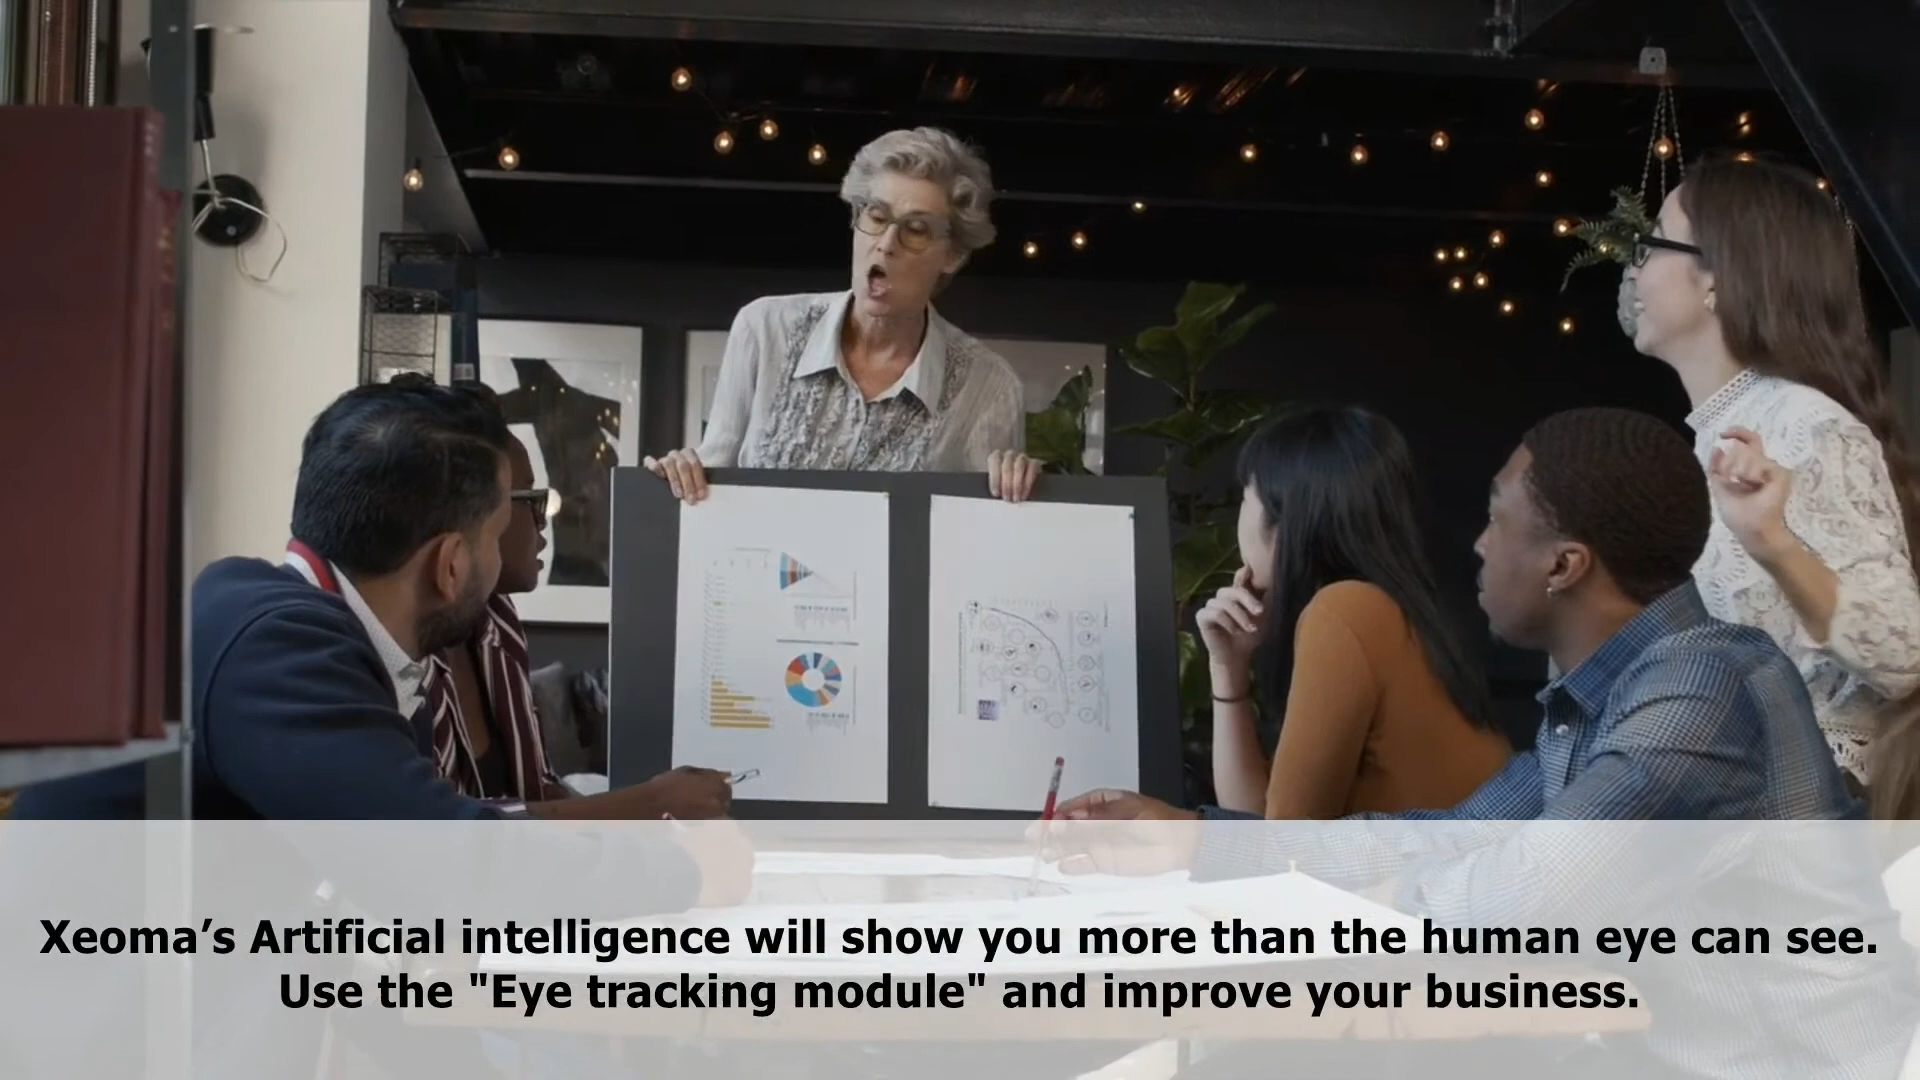 Xeoma’s Artificial intelligence will show you more than the human eye can see.
Use the "Eye tracking module" and improve your business.